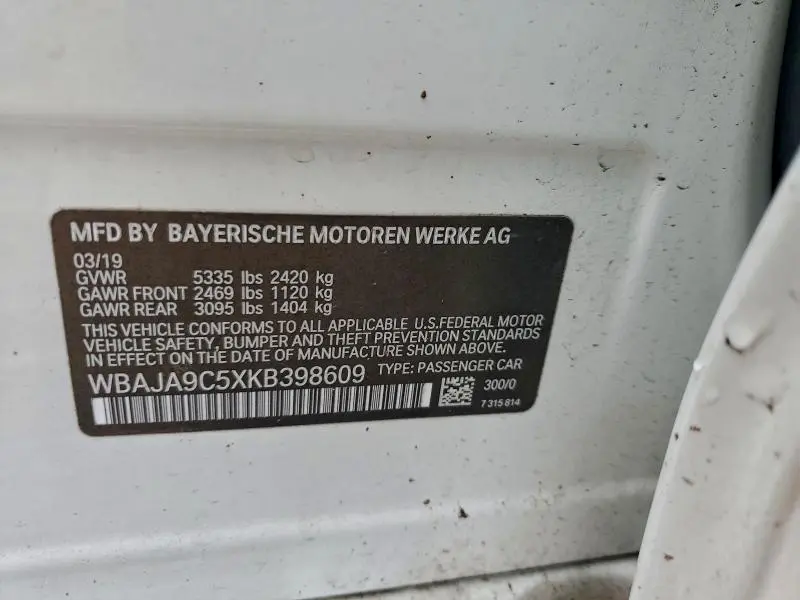 MFD BY BAYERISCHE MOTOREN WERKE AG
03/19
GVWR 5335 lbs 2420 kg
GAWR FRONT 2469 lbs 1120 kg
GAWR REAR 3095 lbs 1404 kg
THIS VEHICLE CONFORMS TO ALL APPLICABLE U.S.FEDERAL MOTOR
VEHICLE SAFETY, BUMPER AND THEFT PREVENTION STANDARDS
IN EFFECT ON THE DATE OF MANUFACTURE SHOWN ABOVE.
WBAJA9C5XKB398609 TYPE: PASSENGER CAR
300/0
7 315 814